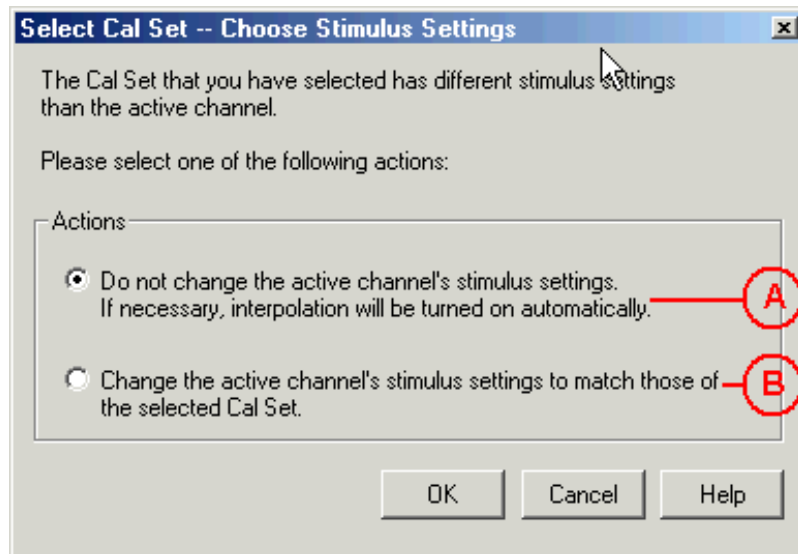 Select Cal Set -- Choose Stimulus Settings
The Cal Set that you have selected has different stimulus settings
than the active channel.
Please select one of the following actions:
Actions
Do not change the active channel's stimulus settings.
If necessary, interpolation will be turned on automatically.
A
Change the active channel's stimulus settings to match those of
the selected Cal Set.
B
OK
Cancel
Help